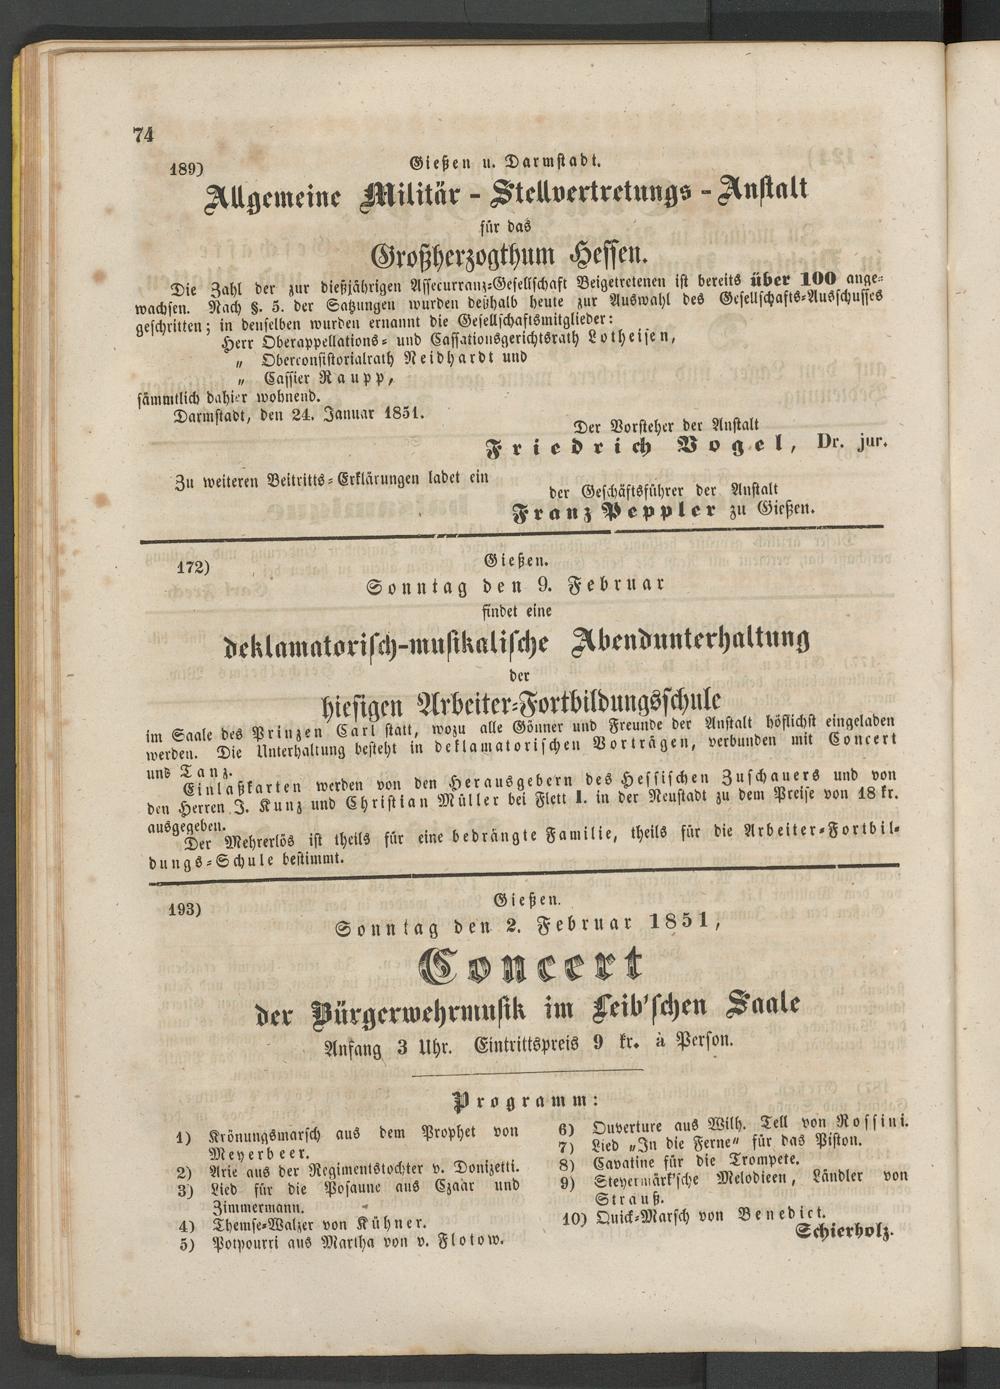 74
189)
Gießen u. Darmstadt.
Allgemeine Militär - Stellvertretungs - Anstalt
für das
Großherzogthum Hessen.
Die Zahl der zur dießjährigen Assecurranz-Gesellschaft Beigetretenen ist bereits über 100 ange-
wachsen. Nach §. 5. der Satzungen wurden deßhalb heute zur Auswahl des Gesellschafts-Ausschusses
geschritten; in denselben wurden ernannt die Gesellschaftsmitglieder:
Herr Oberappellations- und Cassationsgerichtsrath Lotheisen,
„ Oberconsistorialrath Neidhardt und
„ Cassier Raupp,
sämmtlich dahier wohnend.
Darmstadt, den 24. Januar 1851.
Der Vorsteher der Anstalt
Friedrich Vogel, Dr. jur.
Zu weiteren Beitritts-Erklärungen ladet ein
der Geschäftsführer der Anstalt
Franz Peppler zu Gießen.
172)
Gießen.
Sonntag den 9. Februar
findet eine
deklamatorisch-musikalische Abendunterhaltung
der
hiesigen Arbeiter-Fortbildungsschule
im Saale des Prinzen Carl statt, wozu alle Gönner und Freunde der Anstalt höflichst eingeladen
werden. Die Unterhaltung besteht in deklamatorischen Vorträgen, verbunden mit Concert
und Tanz.
Einlaßkarten werden von den Herausgebern des Hessischen Zuschauers und von
den Herren J. Kunz und Christian Müller bei Flett I. in der Neustadt zu dem Preise von 18 kr.
ausgegeben.
Der Mehrerlös ist theils für eine bedrängte Familie, theils für die Arbeiter-Fortbil-
dungs-Schule bestimmt.
193)
Gießen.
Sonntag den 2. Februar 1851,
Concert
der Bürgerwehrmusik im Leib'schen Saale
Anfang 3 Uhr. Eintrittspreis 9 kr. à Person.
Programm:
1) Krönungsmarsch aus dem Prophet von
Meyerbeer.
2) Arie aus der Regimentstochter v. Donizetti.
3) Lied für die Posaune aus Czaar und
Zimmermann.
4) Themse-Walzer von Kühner.
5) Potpourri aus Martha von v. Flotow.
6) Ouverture aus Wilh. Tell von Rossini.
7) Lied „In die Ferne" für das Piston.
8) Cavatine für die Trompete.
9) Steyermärk'sche Melodieen, Ländler von
Strauß.
10) Quick-Marsch von Benedict.
Schierholz.